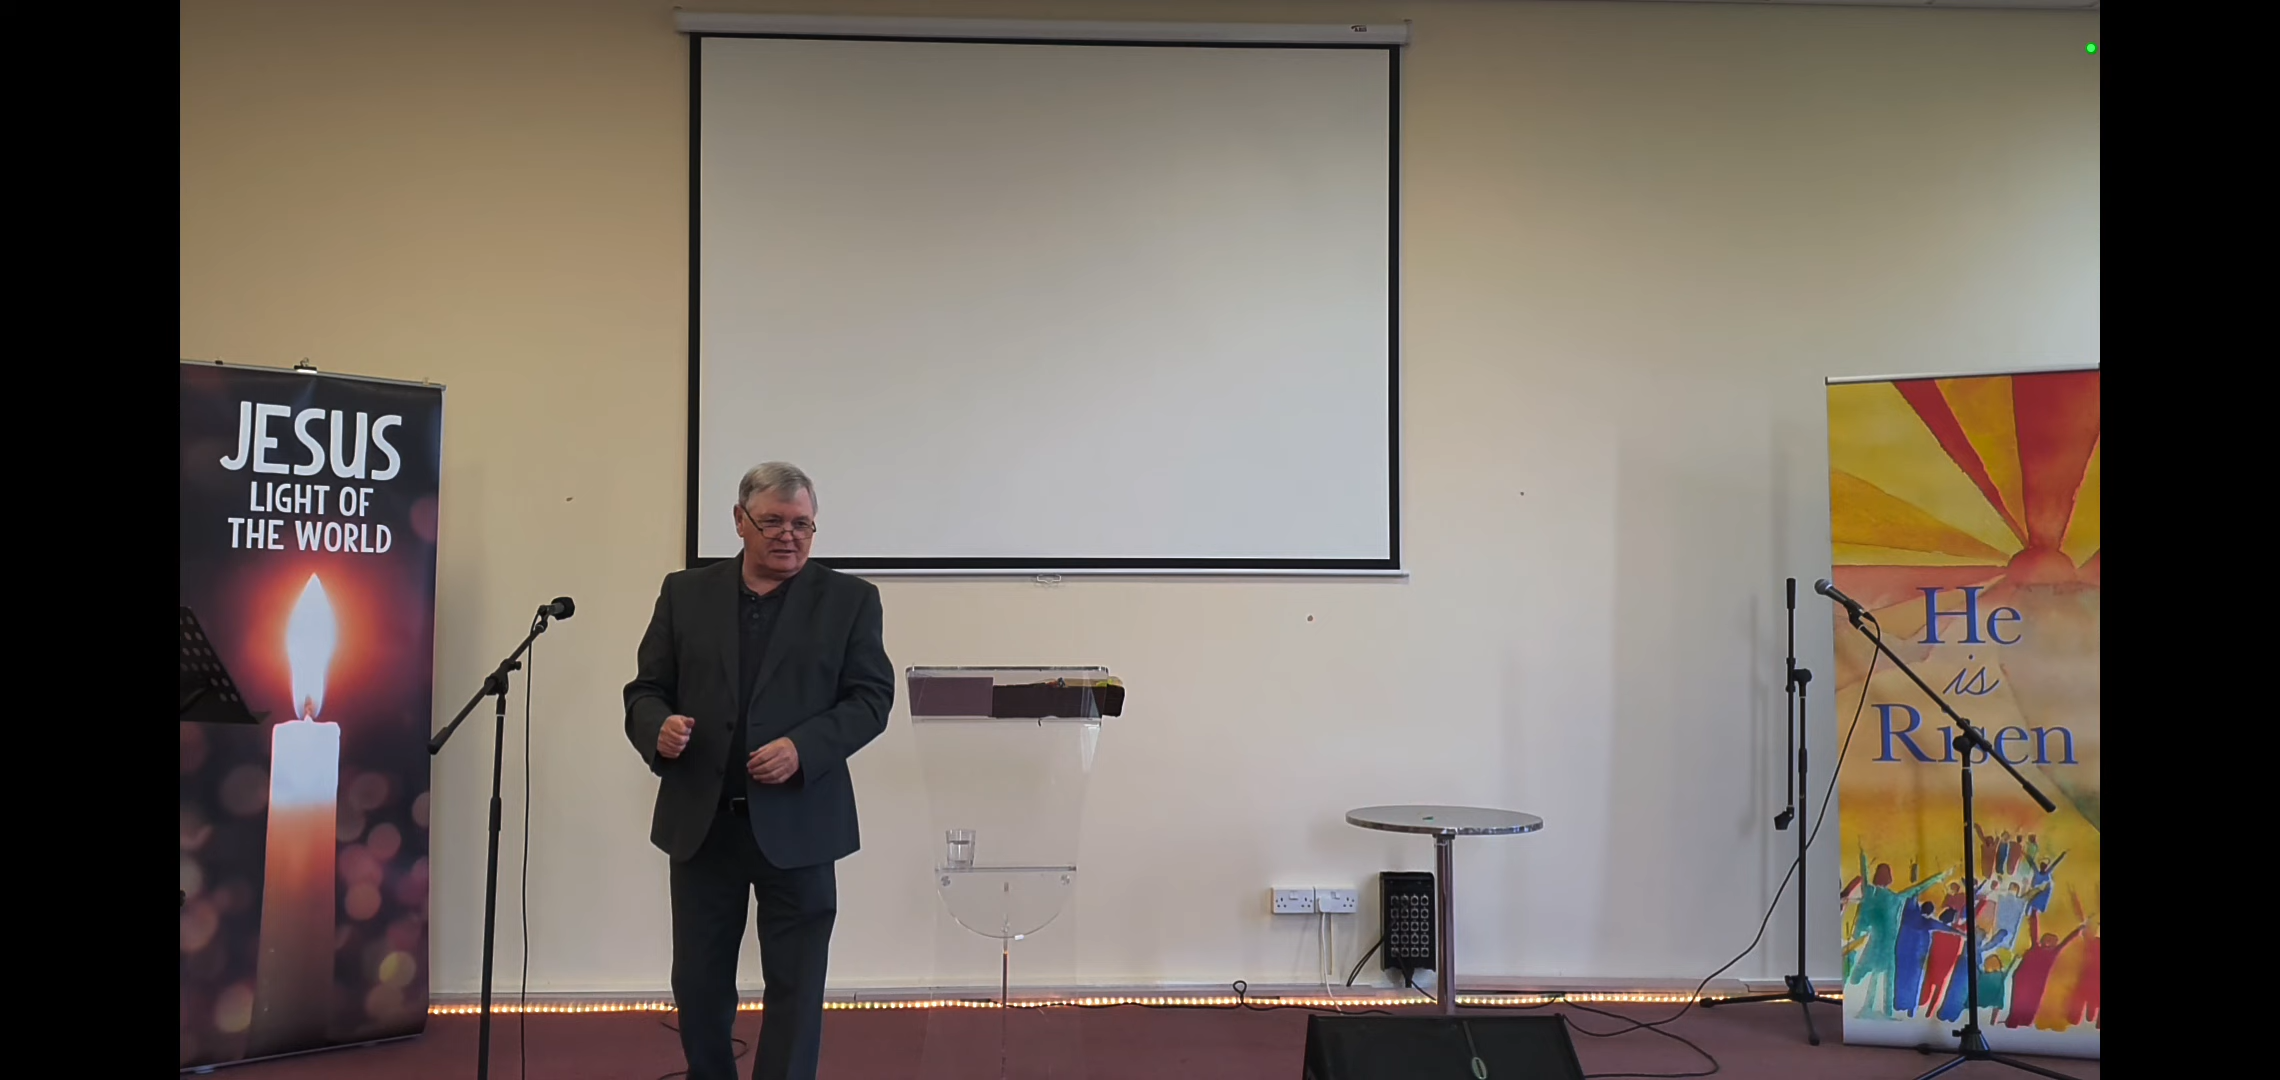 JESUS
LIGHT OF
THE WORLD
He
is
Risen